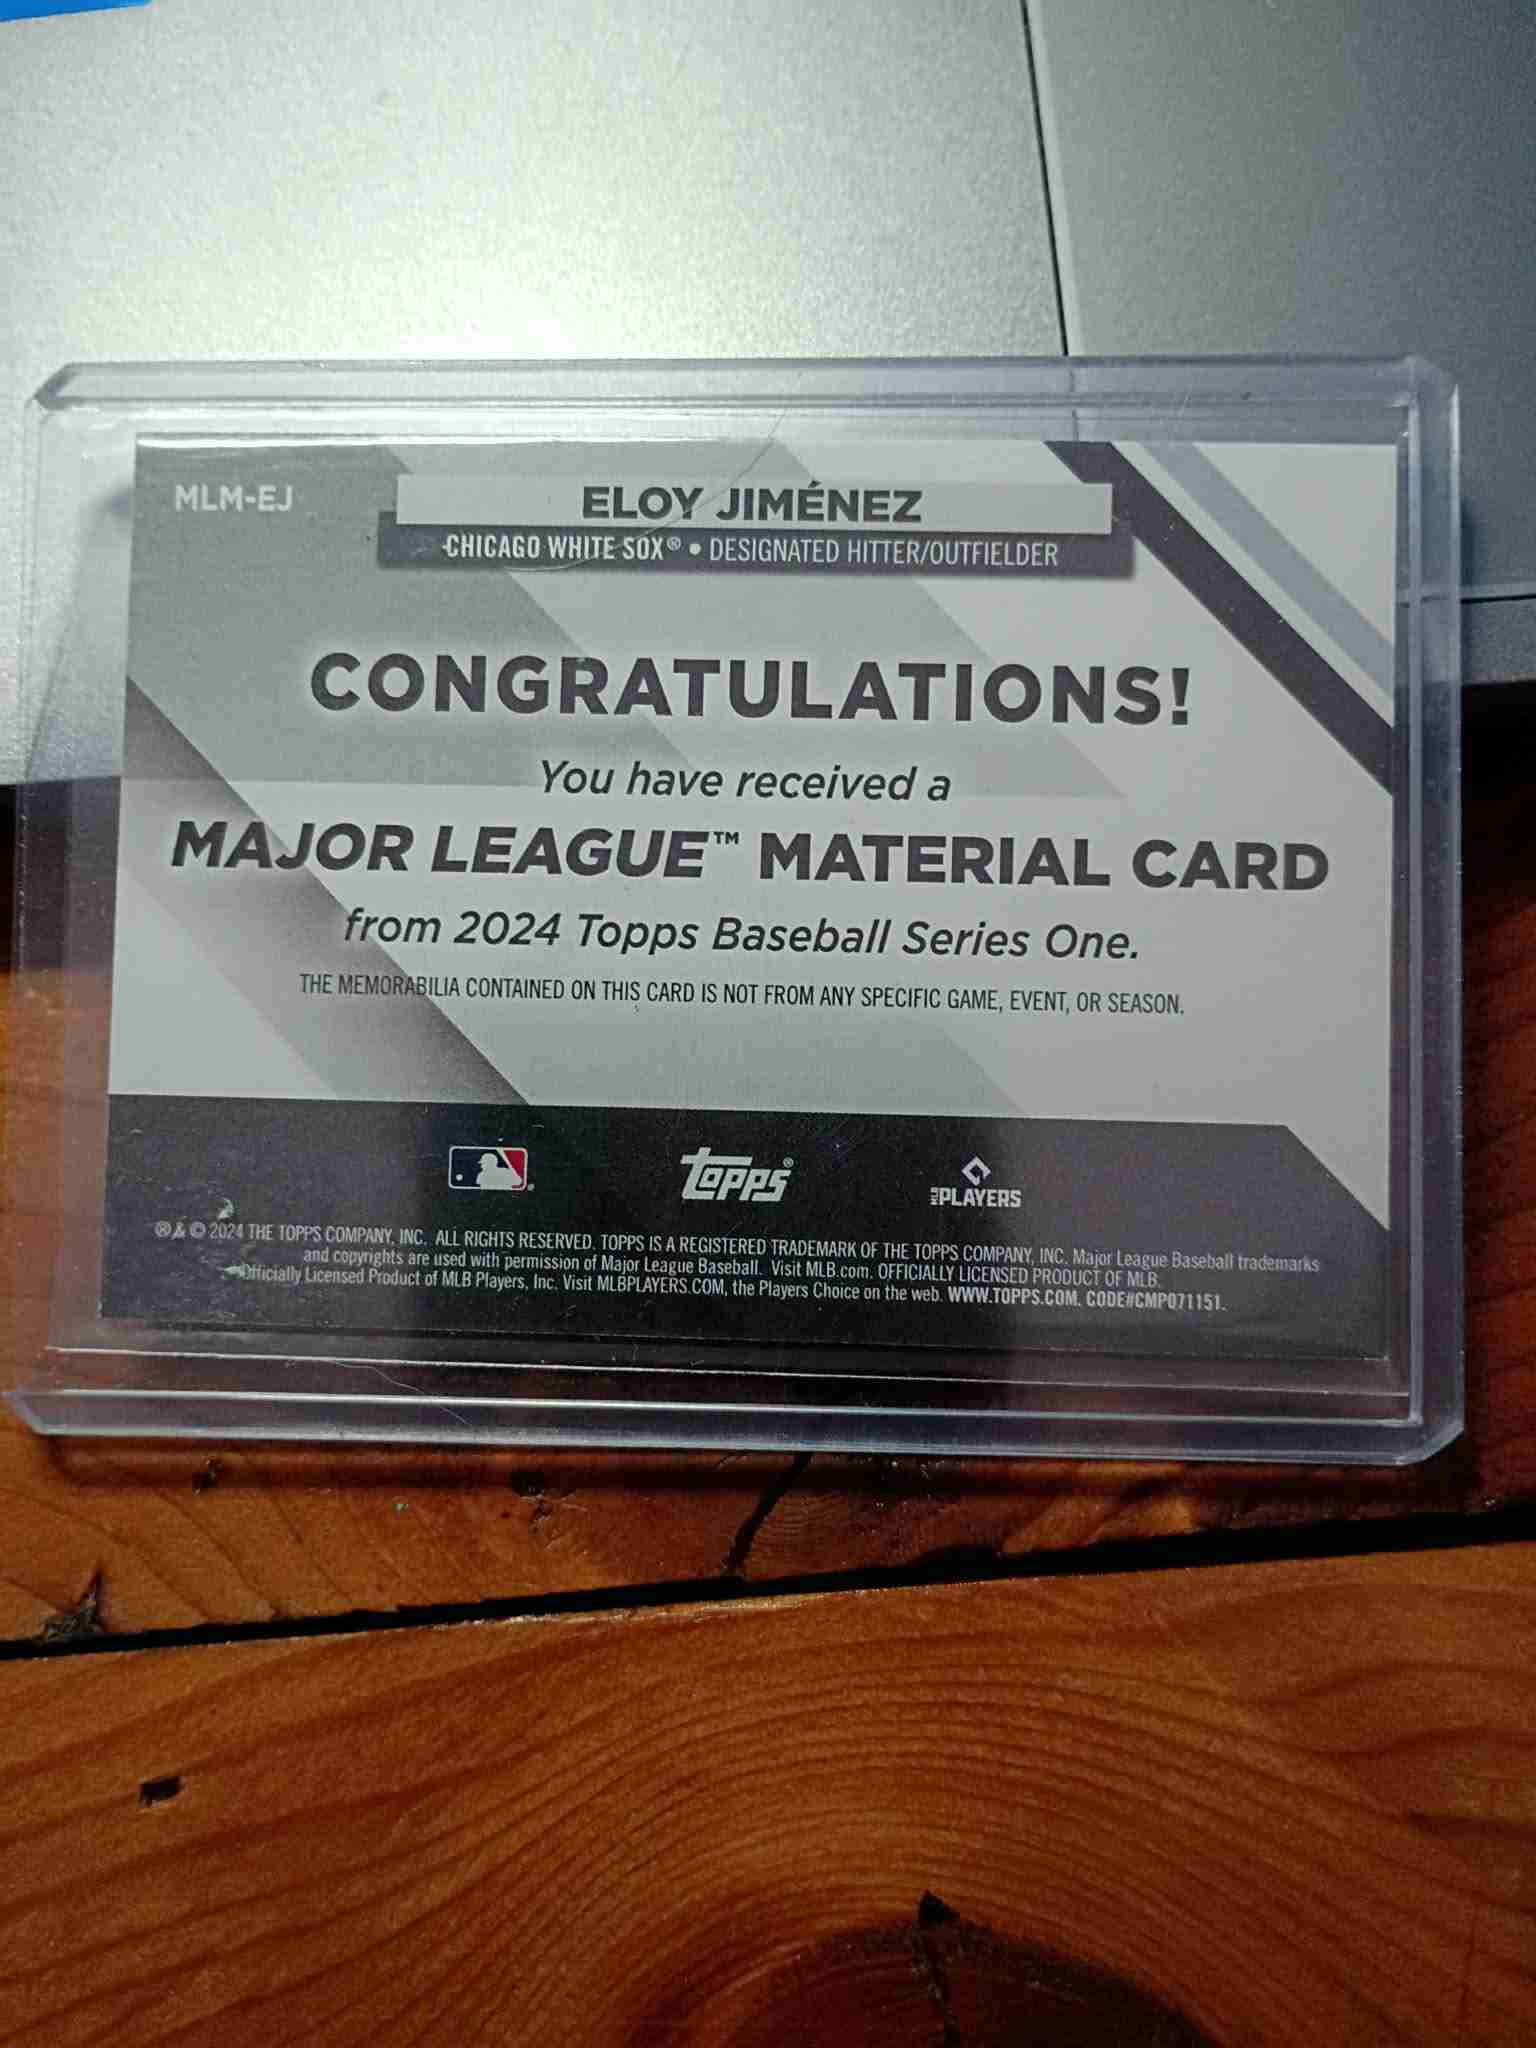 MLM-EJ
ELOY JIMÉNEZ
CHICAGO WHITE SOX® • DESIGNATED HITTER/OUTFIELDER
CONGRATULATIONS!
You have received a
MAJOR LEAGUE™ MATERIAL CARD
from 2024 Topps Baseball Series One.
THE MEMORABILIA CONTAINED ON THIS CARD IS NOT FROM ANY SPECIFIC GAME, EVENT, OR SEASON.
topps®
MLB PLAYERS
® & © 2024 THE TOPPS COMPANY, INC. ALL RIGHTS RESERVED. TOPPS IS A REGISTERED TRADEMARK OF THE TOPPS COMPANY, INC. Major League Baseball trademarks
and copyrights are used with permission of Major League Baseball. Visit MLB.com. OFFICIALLY LICENSED PRODUCT OF MLB.
Officially Licensed Product of MLB Players, Inc. Visit MLBPLAYERS.COM, the Players Choice on the web. WWW.TOPPS.COM. CODE#CMP071151.